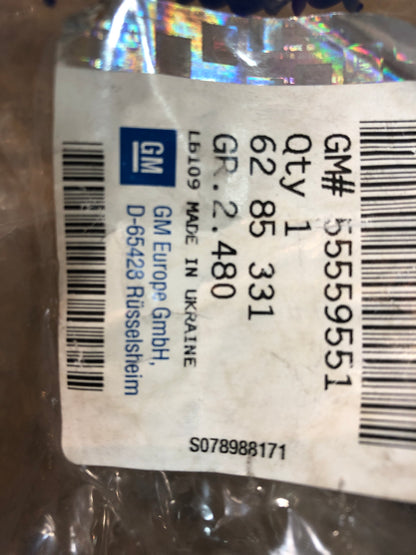 GM# 55559551
Qty 1
62 85 331
GR.2.480
Lb109 MADE IN UKRAINE
GM
GM Europe GmbH,
D-65423 Rüsselsheim
S078988171